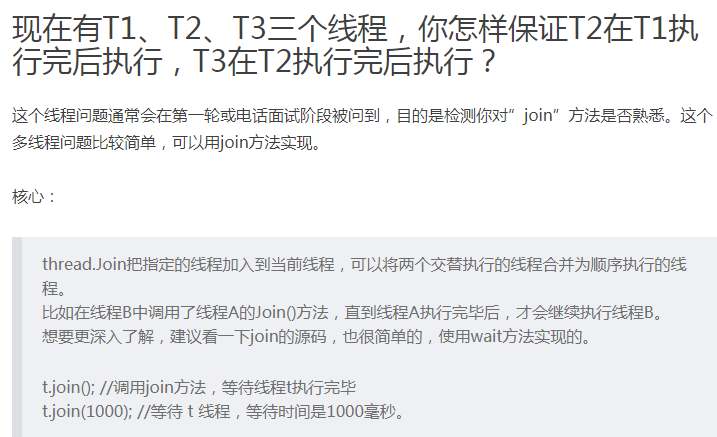 现在有T1、T2、T3三个线程，你怎样保证T2在T1执
行完后执行，T3在T2执行完后执行？
这个线程问题通常会在第一轮或电话面试阶段被问到，目的是检测你对”join”方法是否熟悉。这个
多线程问题比较简单，可以用join方法实现。
核心：
thread.Join把指定的线程加入到当前线程，可以将两个交替执行的线程合并为顺序执行的线
程。
比如在线程B中调用了线程A的Join()方法，直到线程A执行完毕后，才会继续执行线程B。
想要更深入了解，建议看一下join的源码，也很简单的，使用wait方法实现的。
t.join(); //调用join方法，等待线程t执行完毕
t.join(1000); //等待 t 线程，等待时间是1000毫秒。